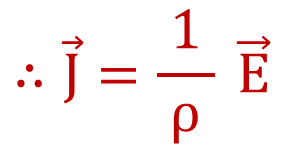 ∴ J⃗ = 1/ρ E⃗